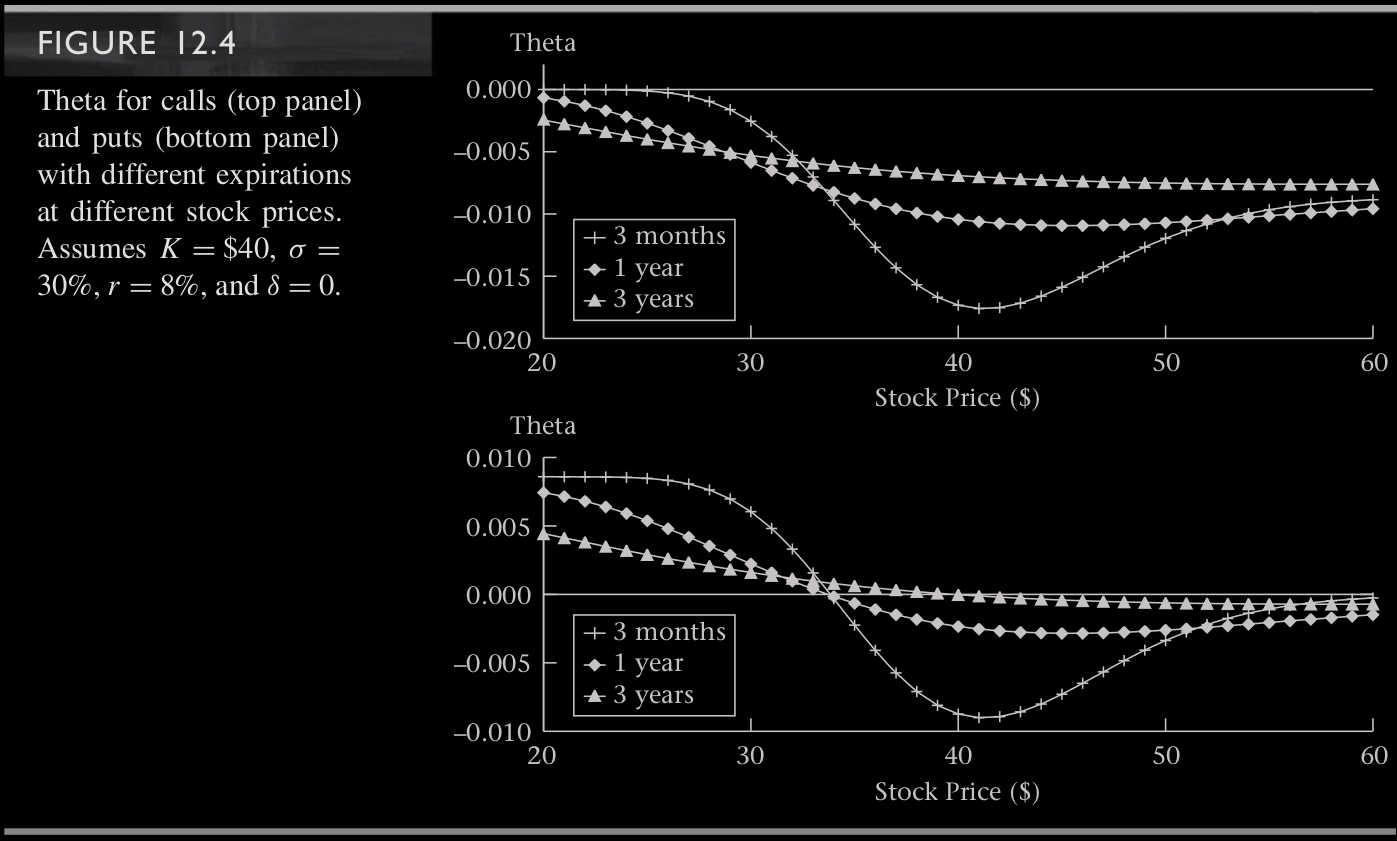 FIGURE 12.4
Theta for calls (top panel)
and puts (bottom panel)
with different expirations
at different stock prices.
Assumes K = $40, σ =
30%, r = 8%, and δ = 0.
Theta
0.000
–0.005
–0.010
–0.015
–0.020
3 months
1 year
3 years
20 30 40 50 60
Stock Price ($)
Theta
0.010
0.005
0.000
–0.005
–0.010
3 months
1 year
3 years
20 30 40 50 60
Stock Price ($)